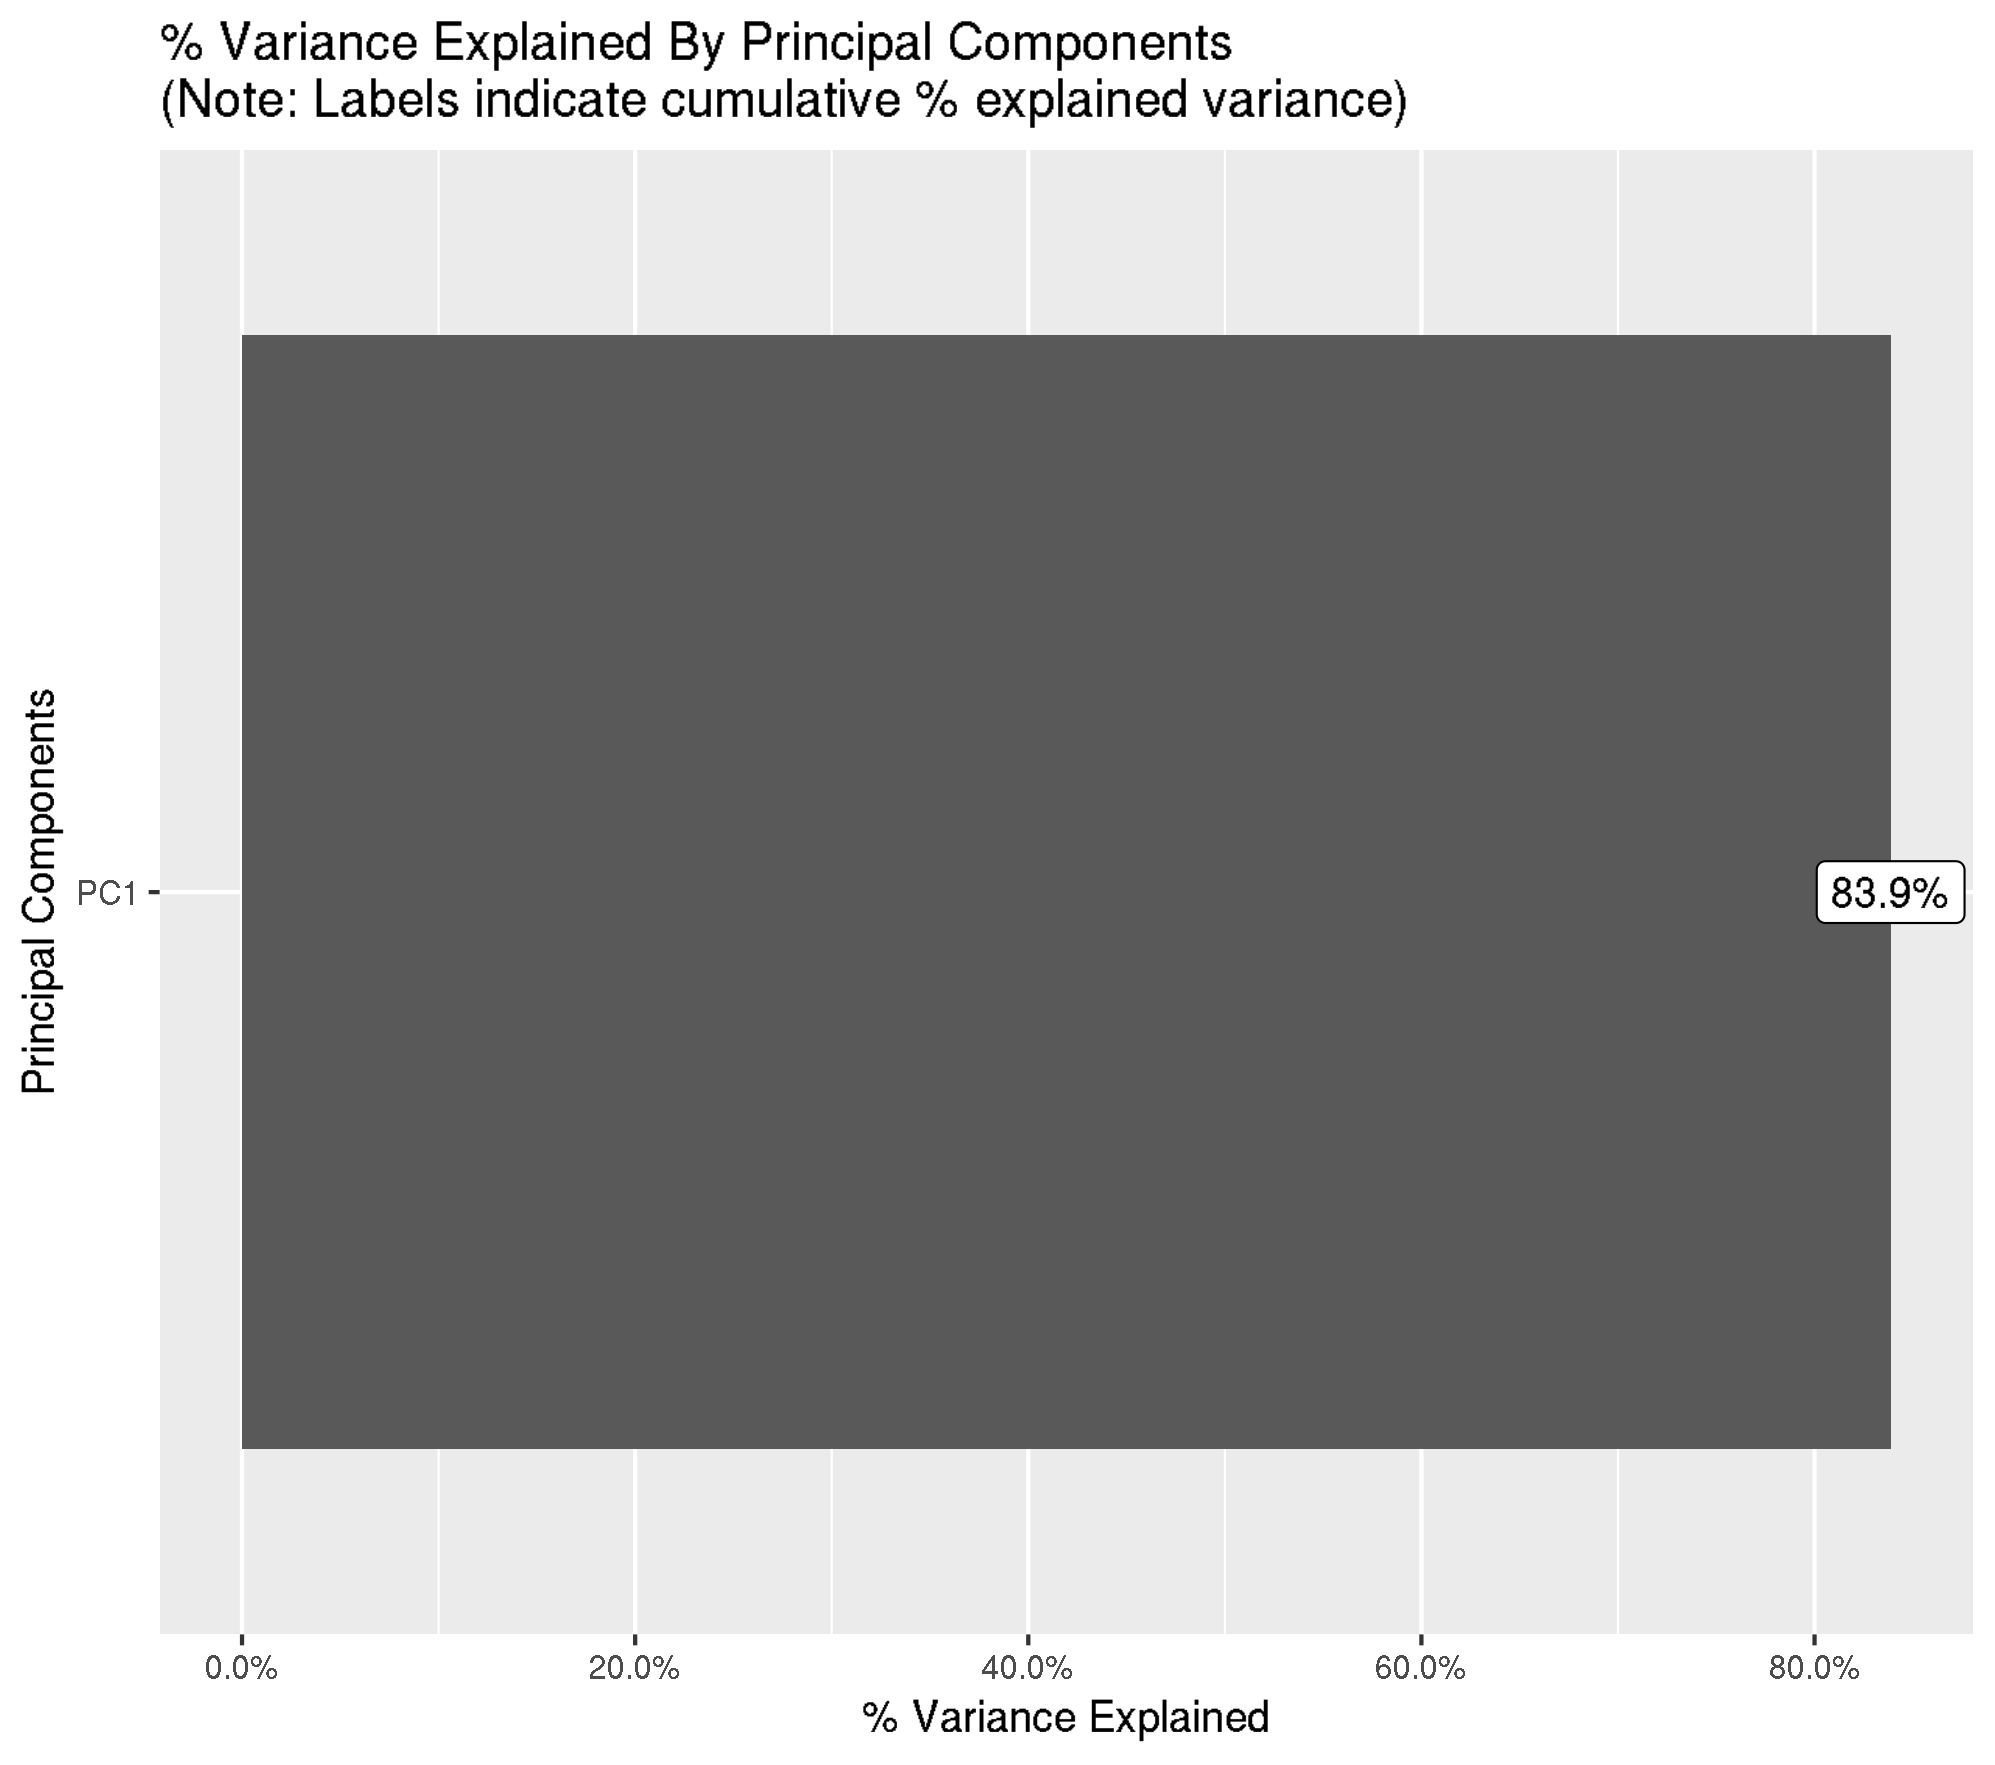 % Variance Explained By Principal Components
(Note: Labels indicate cumulative % explained variance)
Principal Components
PC1
83.9%
0.0%
20.0%
40.0%
60.0%
80.0%
% Variance Explained